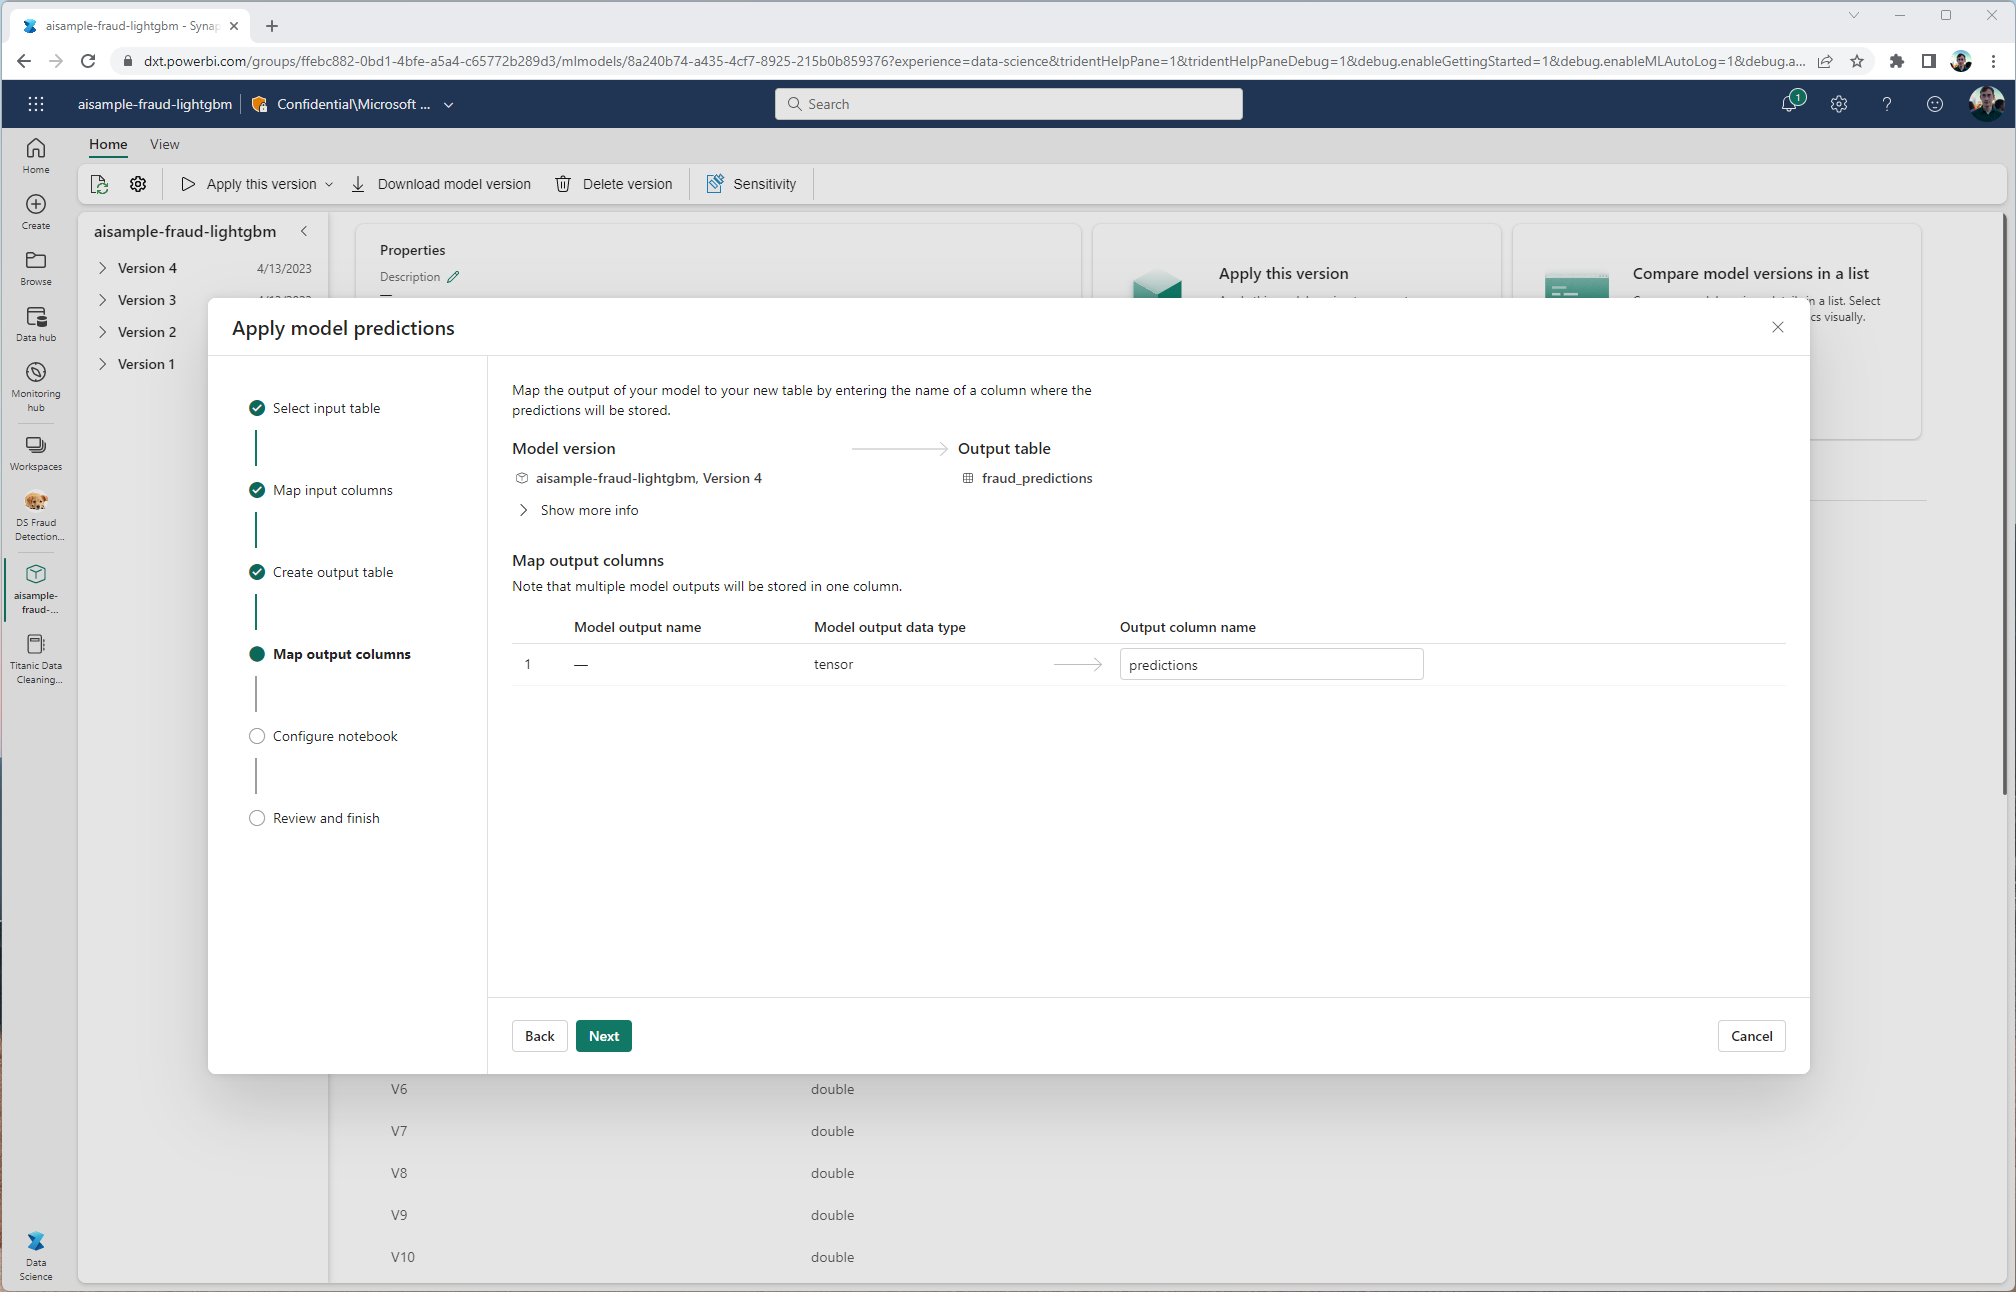 aisample-fraud-lightgbm - Synap
dxt.powerbi.com/groups/ffebc882-0bd1-4bfe-a5a4-c65772b289d3/mlmodels/8a240b74-a435-4cf7-8925-215b0b859376?experience=data-science&tridentHelpPane=1&tridentHelpPaneDebug=1&debug.enableGettingStarted=1&debug.enableMLAutoLog=1&debug.a...
aisample-fraud-lightgbm
Confidential\Microsoft ...
Search
1
Home
Create
Browse
Data hub
Monitoring
hub
Workspaces
DS Fraud
Detection...
aisample-
fraud-...
Titanic Data
Cleaning...
Data
Science
Home View
Apply this version
Download model version
Delete version
Sensitivity
aisample-fraud-lightgbm
Version 4 4/13/2023
Version 3
Version 2
Version 1
Properties
Description
Apply this version
Compare model versions in a list
in a list. Select
cs visually.
Apply model predictions
Select input table
Map input columns
Create output table
Map output columns
Configure notebook
Review and finish
Map the output of your model to your new table by entering the name of a column where the
predictions will be stored.
Model version Output table
aisample-fraud-lightgbm, Version 4 fraud_predictions
Show more info
Map output columns
Note that multiple model outputs will be stored in one column.
Model output name Model output data type Output column name
1 — tensor predictions
Back Next Cancel
V6 double
V7 double
V8 double
V9 double
V10 double